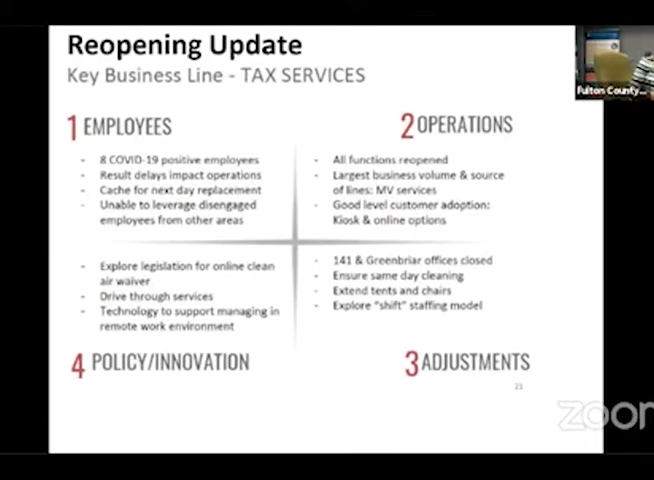 Reopening Update
Key Business Line - TAX SERVICES
Fulton County...
1 EMPLOYEES
- 8 COVID-19 positive employees
- Result delays impact operations
- Cache for next day replacement
- Unable to leverage disengaged
employees from other areas
2 OPERATIONS
- All functions reopened
- Largest business volume & source
of lines: MV services
- Good level customer adoption:
Kiosk & online options
- Explore legislation for online clean
air waiver
- Drive through services
- Technology to support managing in
remote work environment
4 POLICY/INNOVATION
- 141 & Greenbriar offices closed
- Ensure same day cleaning
- Extend tents and chairs
- Explore "shift" staffing model
3 ADJUSTMENTS
zoom